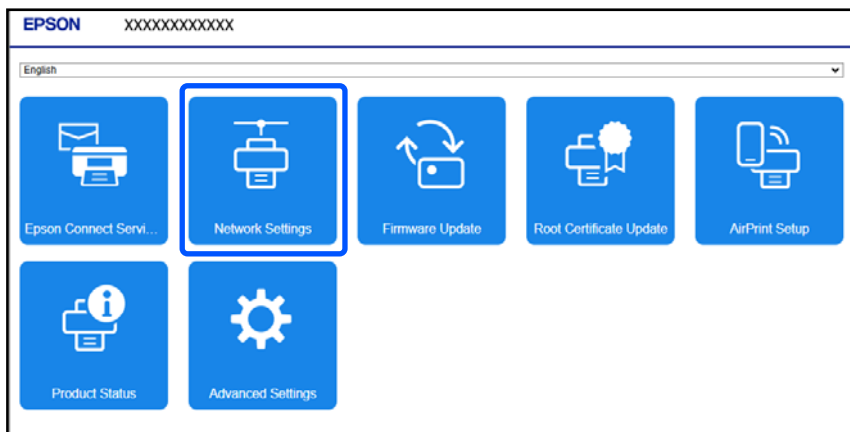 EPSON XXXXXXXXXXXX
English
Epson Connect Servi...
Network Settings
Firmware Update
Root Certificate Update
AirPrint Setup
Product Status
Advanced Settings